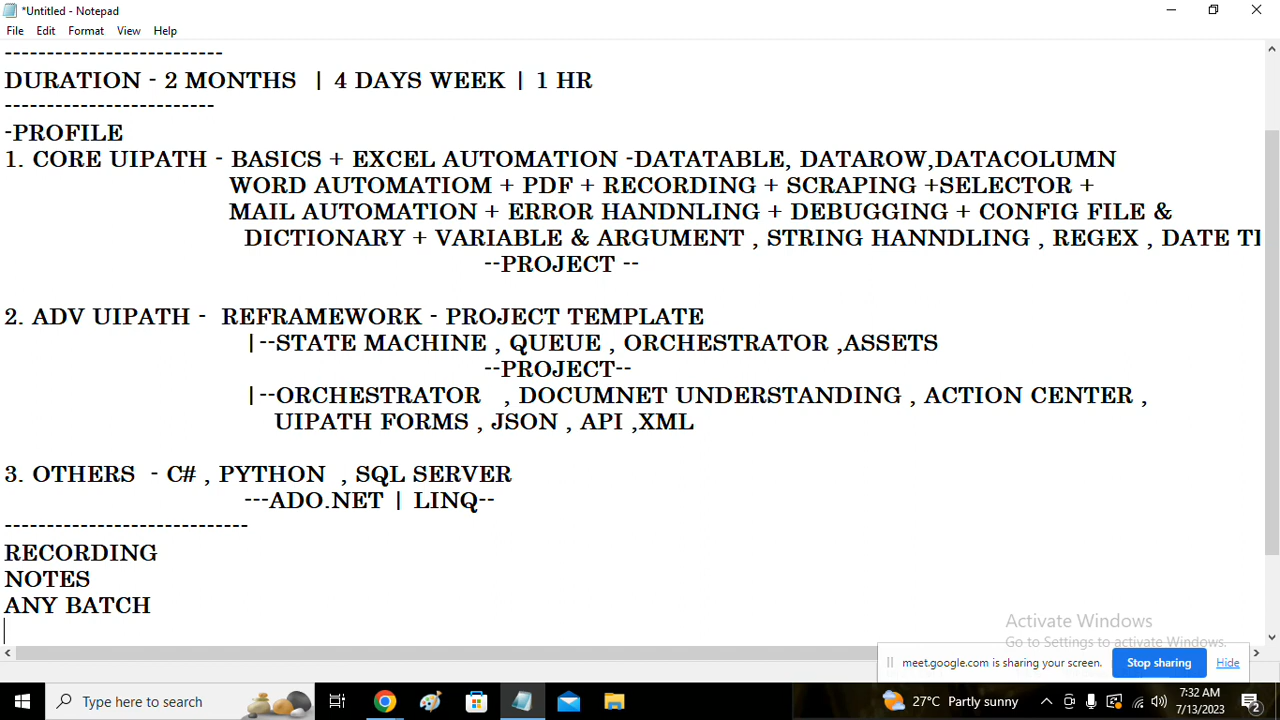 *Untitled - Notepad
File Edit Format View Help
--------------------------
DURATION - 2 MONTHS | 4 DAYS WEEK | 1 HR
-------------------------
-PROFILE
1. CORE UIPATH - BASICS + EXCEL AUTOMATION -DATATABLE, DATAROW,DATACOLUMN
WORD AUTOMATIOM + PDF + RECORDING + SCRAPING +SELECTOR +
MAIL AUTOMATION + ERROR HANDNLING + DEBUGGING + CONFIG FILE &
DICTIONARY + VARIABLE & ARGUMENT , STRING HANNDLING , REGEX , DATE TI
--PROJECT --
2. ADV UIPATH - REFRAMEWORK - PROJECT TEMPLATE
|--STATE MACHINE , QUEUE , ORCHESTRATOR ,ASSETS
--PROJECT--
|--ORCHESTRATOR , DOCUMNET UNDERSTANDING , ACTION CENTER ,
UIPATH FORMS , JSON , API ,XML
3. OTHERS - C# , PYTHON , SQL SERVER
---ADO.NET | LINQ--
----------------------------
RECORDING
NOTES
ANY BATCH
Activate Windows
Go to Settings to activate Windows.
meet.google.com is sharing your screen. Stop sharing Hide
Type here to search
27°C Partly sunny
7:32 AM
7/13/2023
2